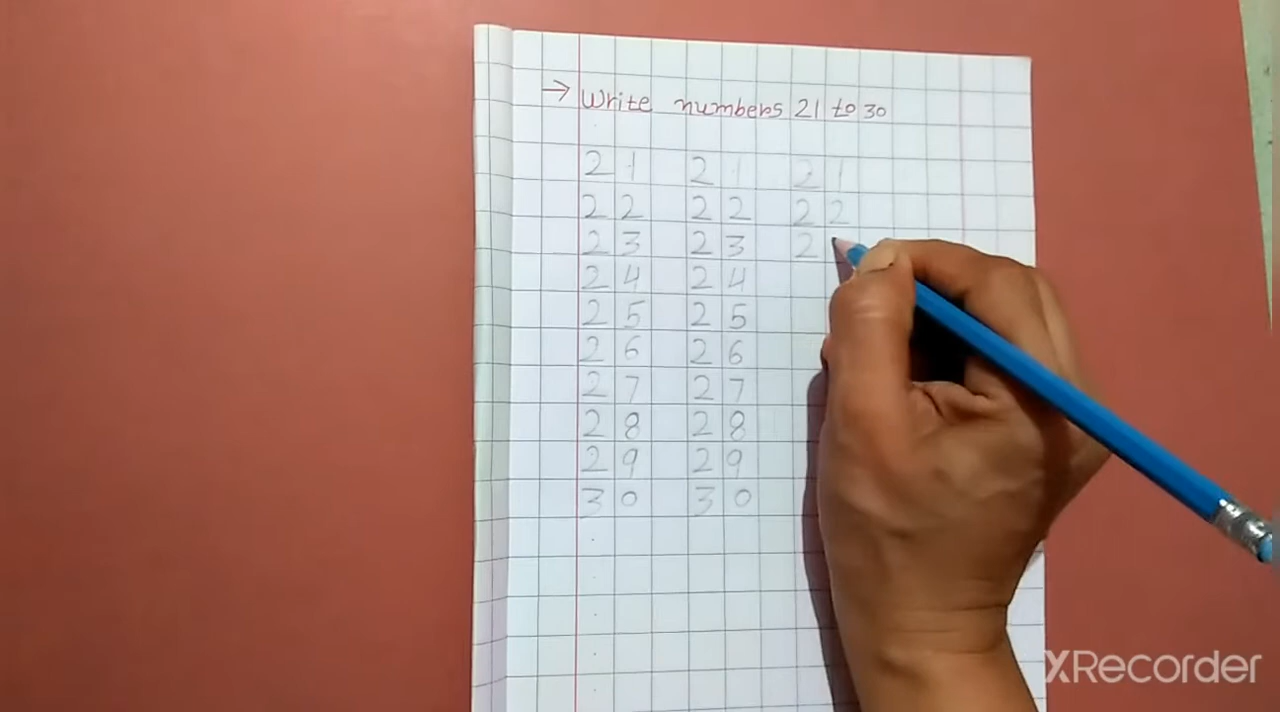 → Write numbers 21 to 30
21 21 21
22 22 22
23 23 2
24 24
25 25
26 26
27 27
28 28
29 29
30 30
XRecorder